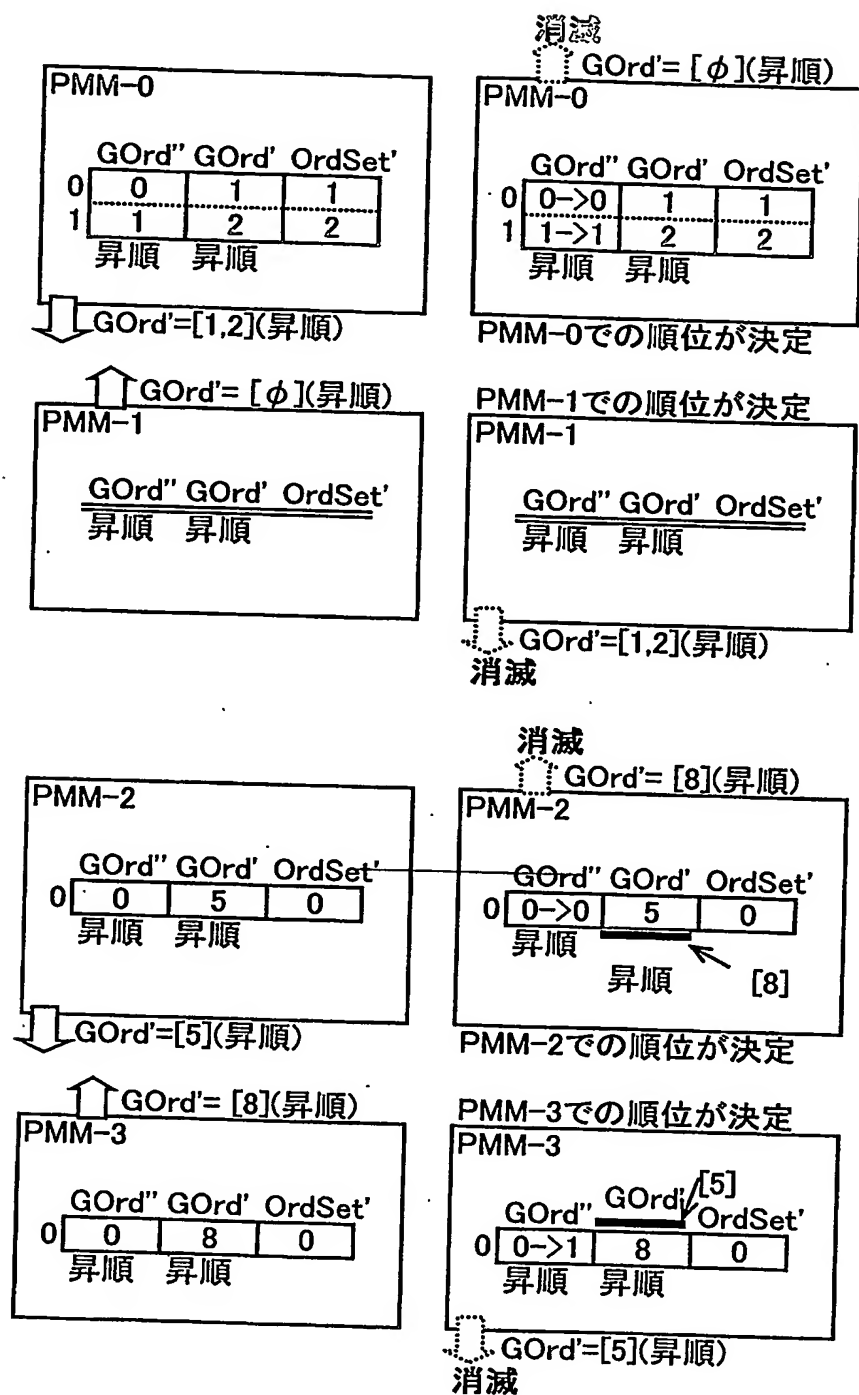 PMM-0
GOrd'' GOrd' OrdSet'
0 0 1 1
1 1 2 2
昇順 昇順
GOrd'=[1,2](昇順)
GOrd'= [φ](昇順)
PMM-1
GOrd'' GOrd' OrdSet'
昇順 昇順
消滅
GOrd'= [φ](昇順)
PMM-0
GOrd'' GOrd' OrdSet'
0 0->0 1 1
1 1->1 2 2
昇順 昇順
PMM-0での順位が決定
PMM-1での順位が決定
PMM-1
GOrd'' GOrd' OrdSet'
昇順 昇順
GOrd'=[1,2](昇順)
消滅
PMM-2
GOrd'' GOrd' OrdSet'
0 0 5 0
昇順 昇順
GOrd'=[5](昇順)
GOrd'= [8](昇順)
PMM-3
GOrd'' GOrd' OrdSet'
0 0 8 0
昇順 昇順
消滅
GOrd'= [8](昇順)
PMM-2
GOrd'' GOrd' OrdSet'
0 0->0 5 0
昇順
昇順 [8]
PMM-2での順位が決定
PMM-3での順位が決定
PMM-3
[5]
GOrd'' GOrd' OrdSet'
0 0->1 8 0
昇順 昇順
GOrd'=[5](昇順)
消滅